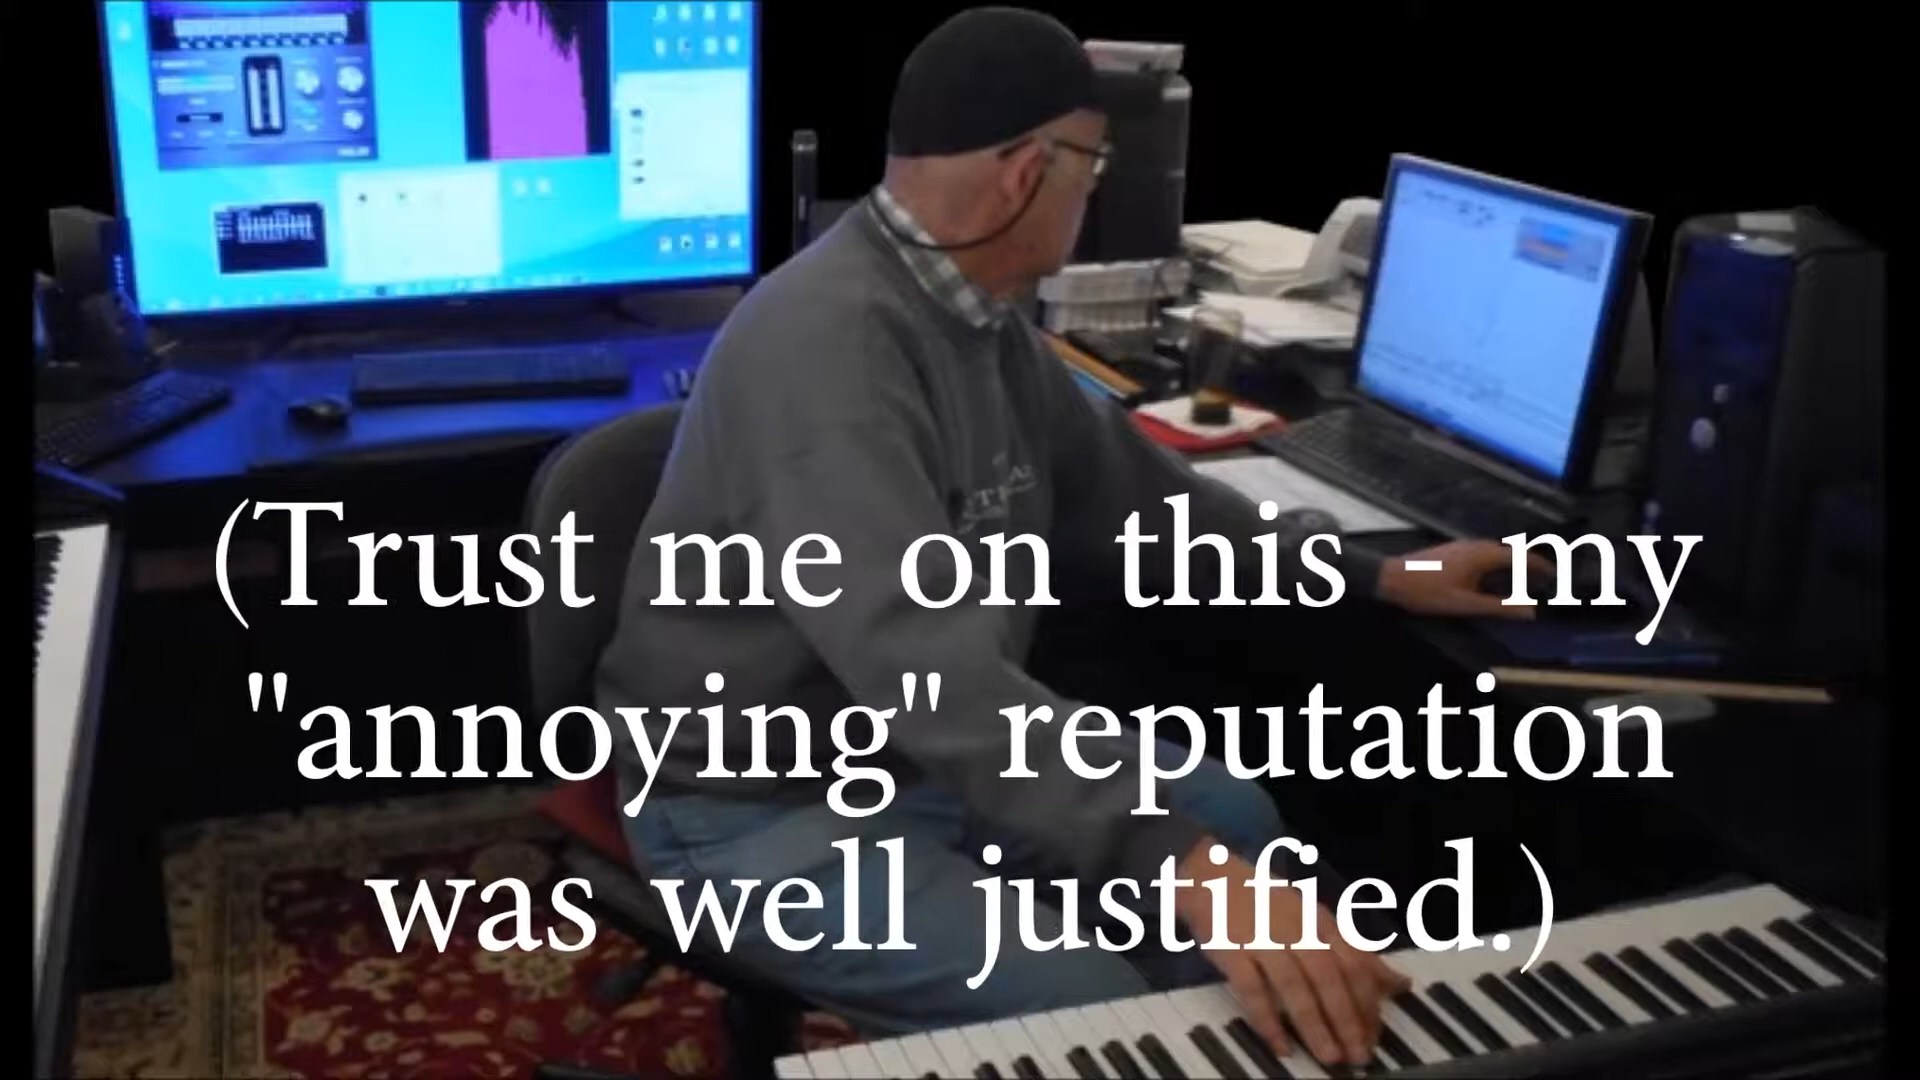 (Trust me on this - my
"annoying" reputation
was well justified.)